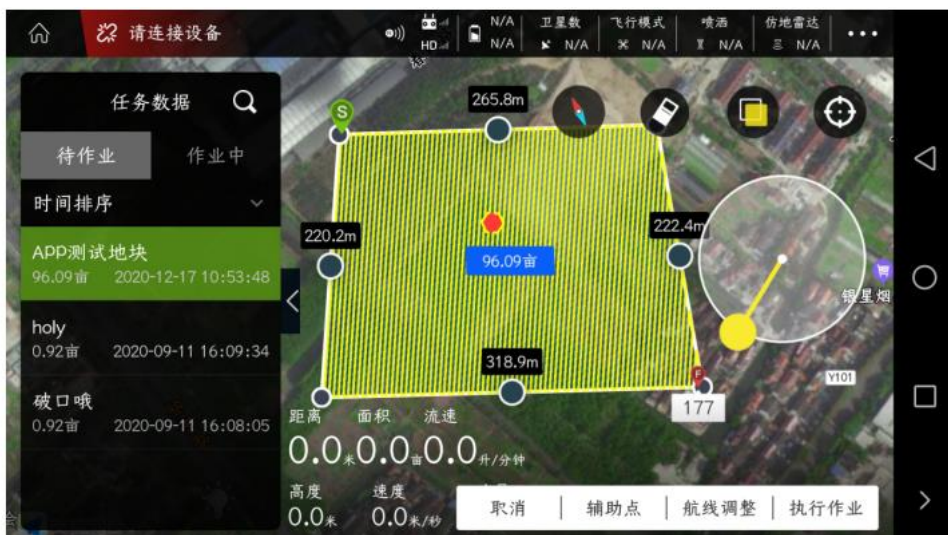 请连接设备
HD
N/A
N/A
卫星数
N/A
飞行模式
N/A
喷洒
N/A
仿地雷达
N/A
任务数据
待作业
作业中
时间排序
APP测试地块
96.09亩 2020-12-17 10:53:48
holy
0.92亩 2020-09-11 16:09:34
破口哦
0.92亩 2020-09-11 16:08:05
S
265.8m
220.2m
222.4m
96.09亩
318.9m
F
177
银星烟
Y101
距离 面积 流速
0.0米 0.0亩 0.0升/分钟
高度 速度
0.0米 0.0米/秒
取消 辅助点 航线调整 执行作业